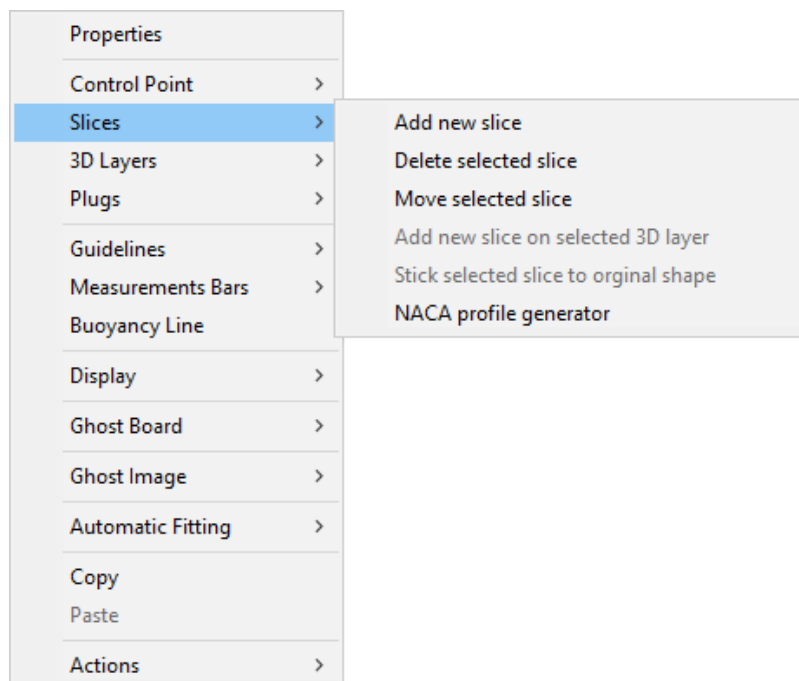 Properties
Control Point
Slices
3D Layers
Plugs
Guidelines
Measurements Bars
Buoyancy Line
Display
Ghost Board
Ghost Image
Automatic Fitting
Copy
Paste
Actions
Add new slice
Delete selected slice
Move selected slice
Add new slice on selected 3D layer
Stick selected slice to orginal shape
NACA profile generator